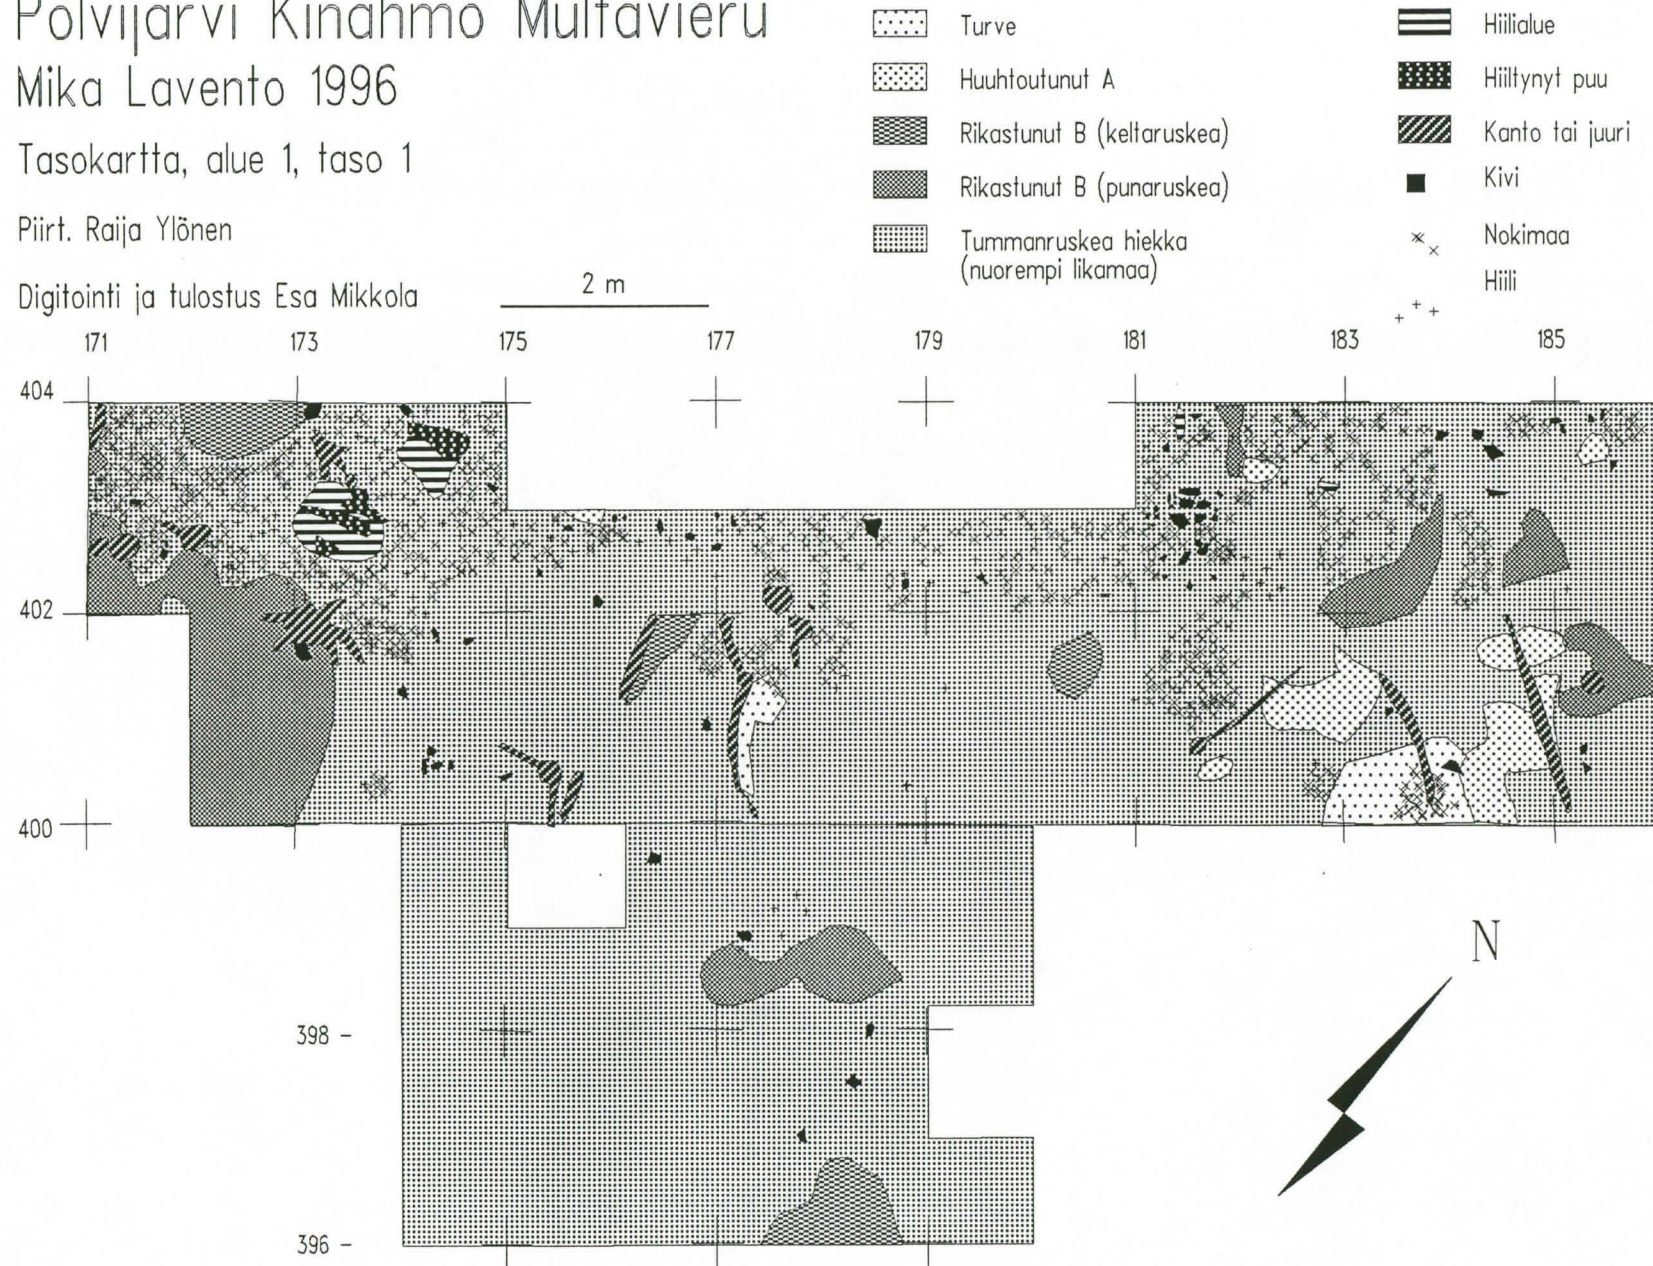 Polvijärvi Kinahmo Multavieru
Mika Lavento 1996
Tasokartta, alue 1, taso 1
Piirt. Raija Ylönen
Digitointi ja tulostus Esa Mikkola
2 m
Turve
Huuhtoutunut A
Rikastunut B (keltaruskea)
Rikastunut B (punaruskea)
Tummanruskea hiekka
(nuorempi likamaa)
Hiilialue
Hiiltynyt puu
Kanto tai juuri
Kivi
Nokimaa
Hiili
171 173 175 177 179 181 183 185
404
402
400
398
396
N